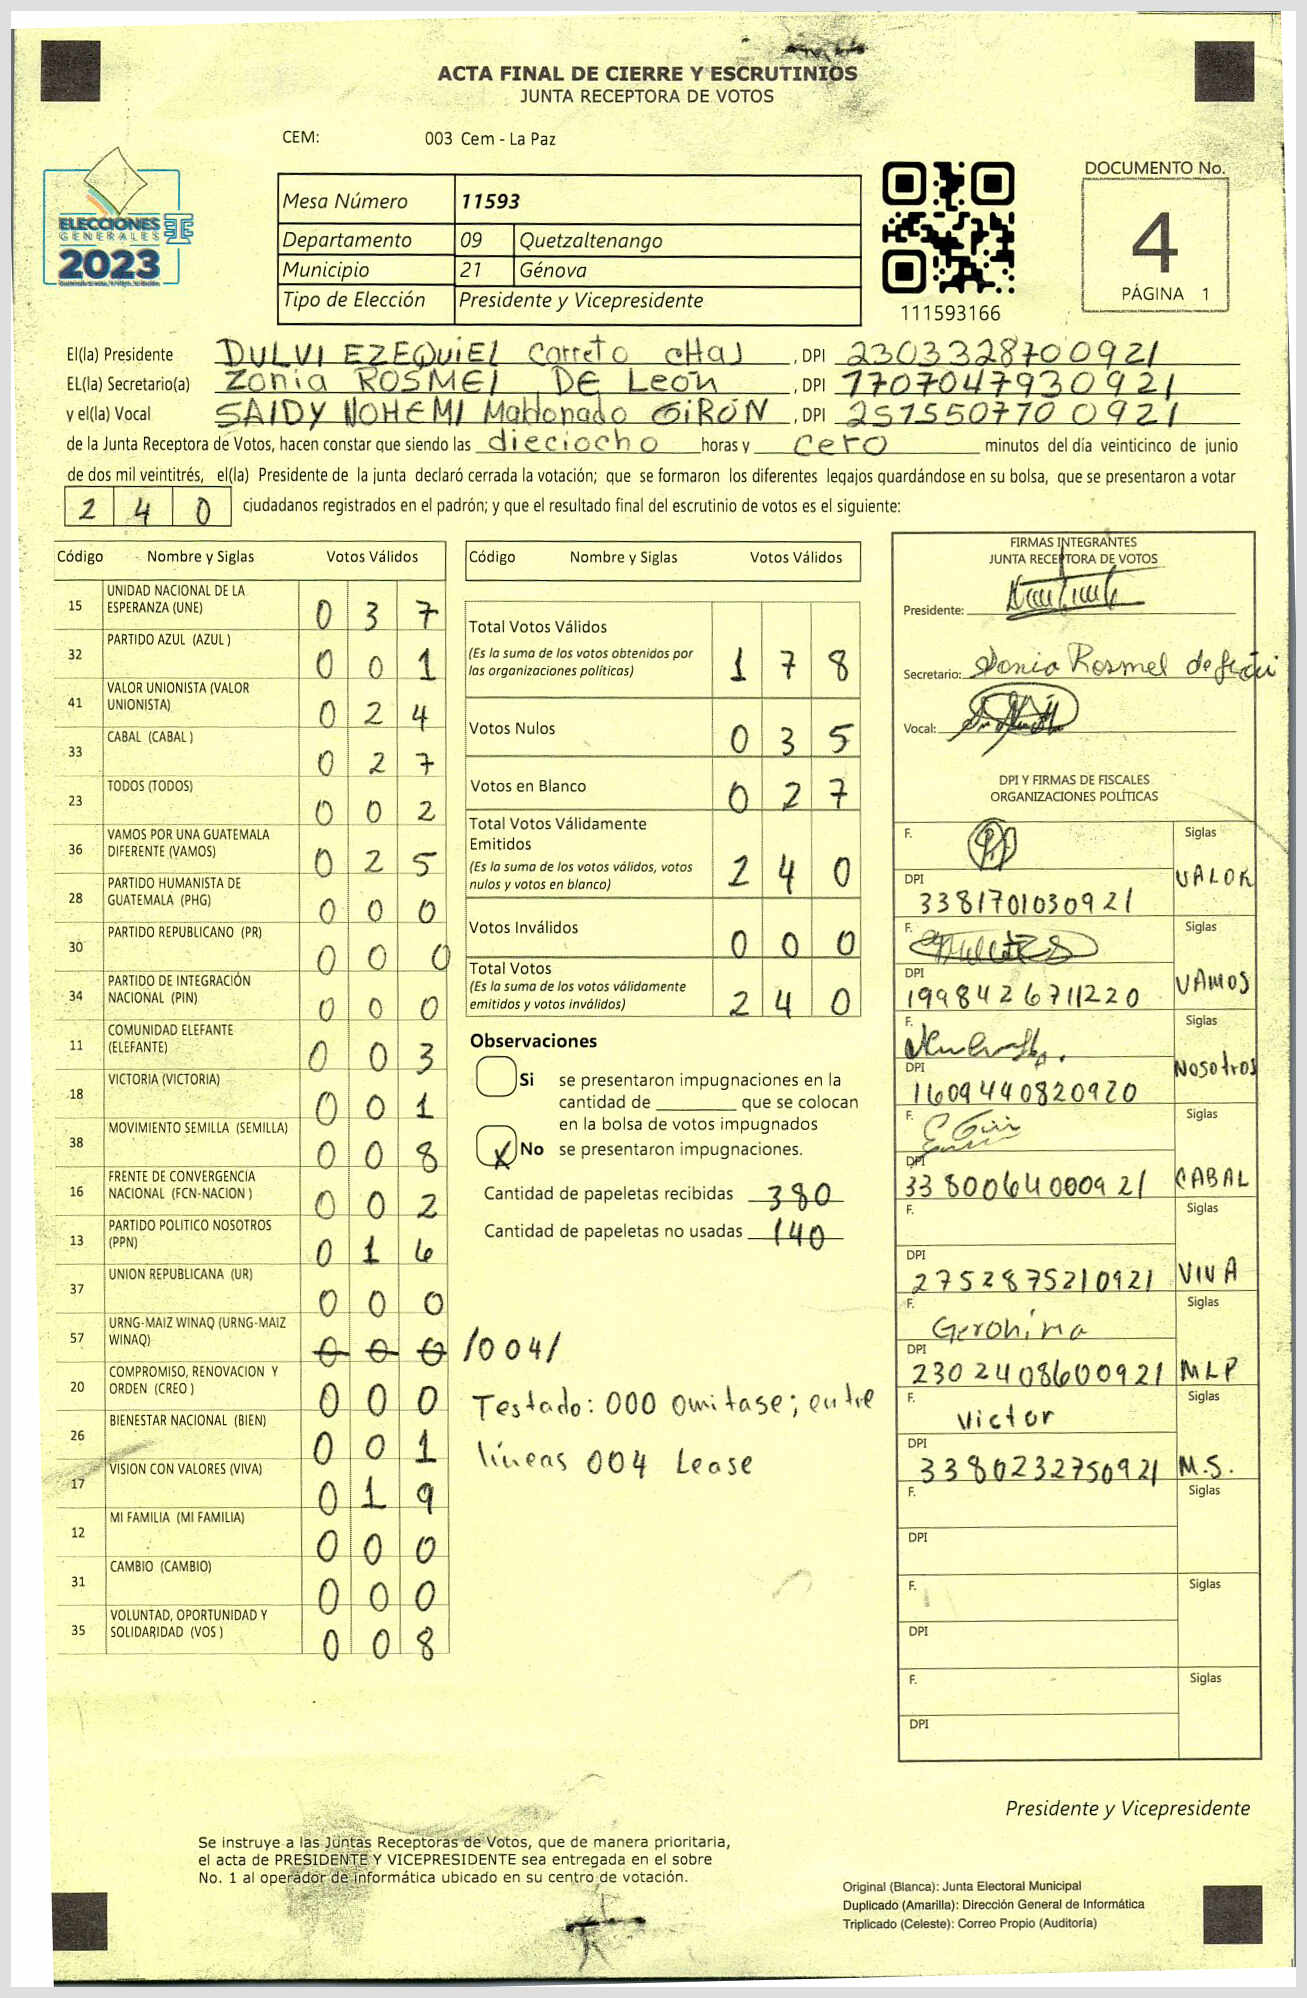 ACTA FINAL DE CIERRE Y ESCRUTINIOS
JUNTA RECEPTORA DE VOTOS
CEM: 003 Cem - La Paz
ELECCIONES
GENERALES
2023
Mesa Número 11593
Departamento 09 Quetzaltenango
Municipio 21 Génova
Tipo de Elección Presidente y Vicepresidente
111593166
DOCUMENTO No.
4
PÁGINA 1
El(la) Presidente DULVI EZEQUIEL Carreto cHaJ , DPI 2303328700921
EL(la) Secretario(a) Zonia ROSMEl DE León , DPI 1707047930921
y el(la) Vocal SAIDY NOHEMI Maldonado GIRÓN , DPI 2515507700921
de la Junta Receptora de Votos, hacen constar que siendo las dieciocho horas y cero minutos del día veinticinco de junio
de dos mil veintitrés, el(la) Presidente de la junta declaró cerrada la votación; que se formaron los diferentes legajos quardándose en su bolsa, que se presentaron a votar
2 4 0 ciudadanos registrados en el padrón; y que el resultado final del escrutinio de votos es el siguiente:
Código Nombre y Siglas Votos Válidos
15 UNIDAD NACIONAL DE LA
ESPERANZA (UNE) 0 3 7
32 PARTIDO AZUL (AZUL ) 0 0 1
41 VALOR UNIONISTA (VALOR
UNIONISTA) 0 2 4
33 CABAL (CABAL ) 0 2 7
23 TODOS (TODOS) 0 0 2
36 VAMOS POR UNA GUATEMALA
DIFERENTE (VAMOS) 0 2 5
28 PARTIDO HUMANISTA DE
GUATEMALA (PHG) 0 0 0
30 PARTIDO REPUBLICANO (PR) 0 0 0
34 PARTIDO DE INTEGRACIÓN
NACIONAL (PIN) 0 0 0
11 COMUNIDAD ELEFANTE
(ELEFANTE) 0 0 3
18 VICTORIA (VICTORIA) 0 0 1
38 MOVIMIENTO SEMILLA (SEMILLA) 0 0 8
16 FRENTE DE CONVERGENCIA
NACIONAL (FCN-NACION ) 0 0 2
13 PARTIDO POLITICO NOSOTROS
(PPN) 0 1 6
37 UNION REPUBLICANA (UR) 0 0 0
57 URNG-MAIZ WINAQ (URNG-MAIZ
WINAQ) 0 0 0 /004/
20 COMPROMISO, RENOVACION Y
ORDEN (CREO ) 0 0 0
26 BIENESTAR NACIONAL (BIEN) 0 0 1
17 VISION CON VALORES (VIVA) 0 1 9
12 MI FAMILIA (MI FAMILIA) 0 0 0
31 CAMBIO (CAMBIO) 0 0 0
35 VOLUNTAD, OPORTUNIDAD Y
SOLIDARIDAD (VOS ) 0 0 8
Código Nombre y Siglas Votos Válidos
Total Votos Válidos
(Es la suma de los votos obtenidos por
las organizaciones políticas) 1 7 8
Votos Nulos 0 3 5
Votos en Blanco 0 2 7
Total Votos Válidamente
Emitidos
(Es la suma de los votos válidos, votos
nulos y votos en blanco) 2 4 0
Votos Inválidos 0 0 0
Total Votos
(Es la suma de los votos válidamente
emitidos y votos inválidos) 2 4 0
Observaciones
Si se presentaron impugnaciones en la
cantidad de ________ que se colocan
en la bolsa de votos impugnados
X No se presentaron impugnaciones.
Cantidad de papeletas recibidas 380
Cantidad de papeletas no usadas 140
Testado: 000 omitase; entre
líneas 004 Lease
FIRMAS INTEGRANTES
JUNTA RECEPTORA DE VOTOS
Presidente:
Secretario: Sonia Rosmel de
Vocal:
DPI Y FIRMAS DE FISCALES
ORGANIZACIONES POLÍTICAS
F. Siglas
DPI VALOR
3381701030921
F. Siglas
DPI VAMOS
1998426711220
F. Siglas
DPI NOSOtros
1609440820920
F. Siglas
DPI CABAL
3380064000921
F. Siglas
DPI VIVA
2752875210921
F. Geronima Siglas
DPI MLP
2302408600921
F. Victor Siglas
DPI M.S.
3380232750921
F. Siglas
DPI
F. Siglas
DPI
F. Siglas
DPI
Presidente y Vicepresidente
Se instruye a las Juntas Receptoras de Votos, que de manera prioritaria,
el acta de PRESIDENTE Y VICEPRESIDENTE sea entregada en el sobre
No. 1 al operador de informática ubicado en su centro de votación.
Original (Blanca): Junta Electoral Municipal
Duplicado (Amarilla): Dirección General de Informática
Triplicado (Celeste): Correo Propio (Auditoría)